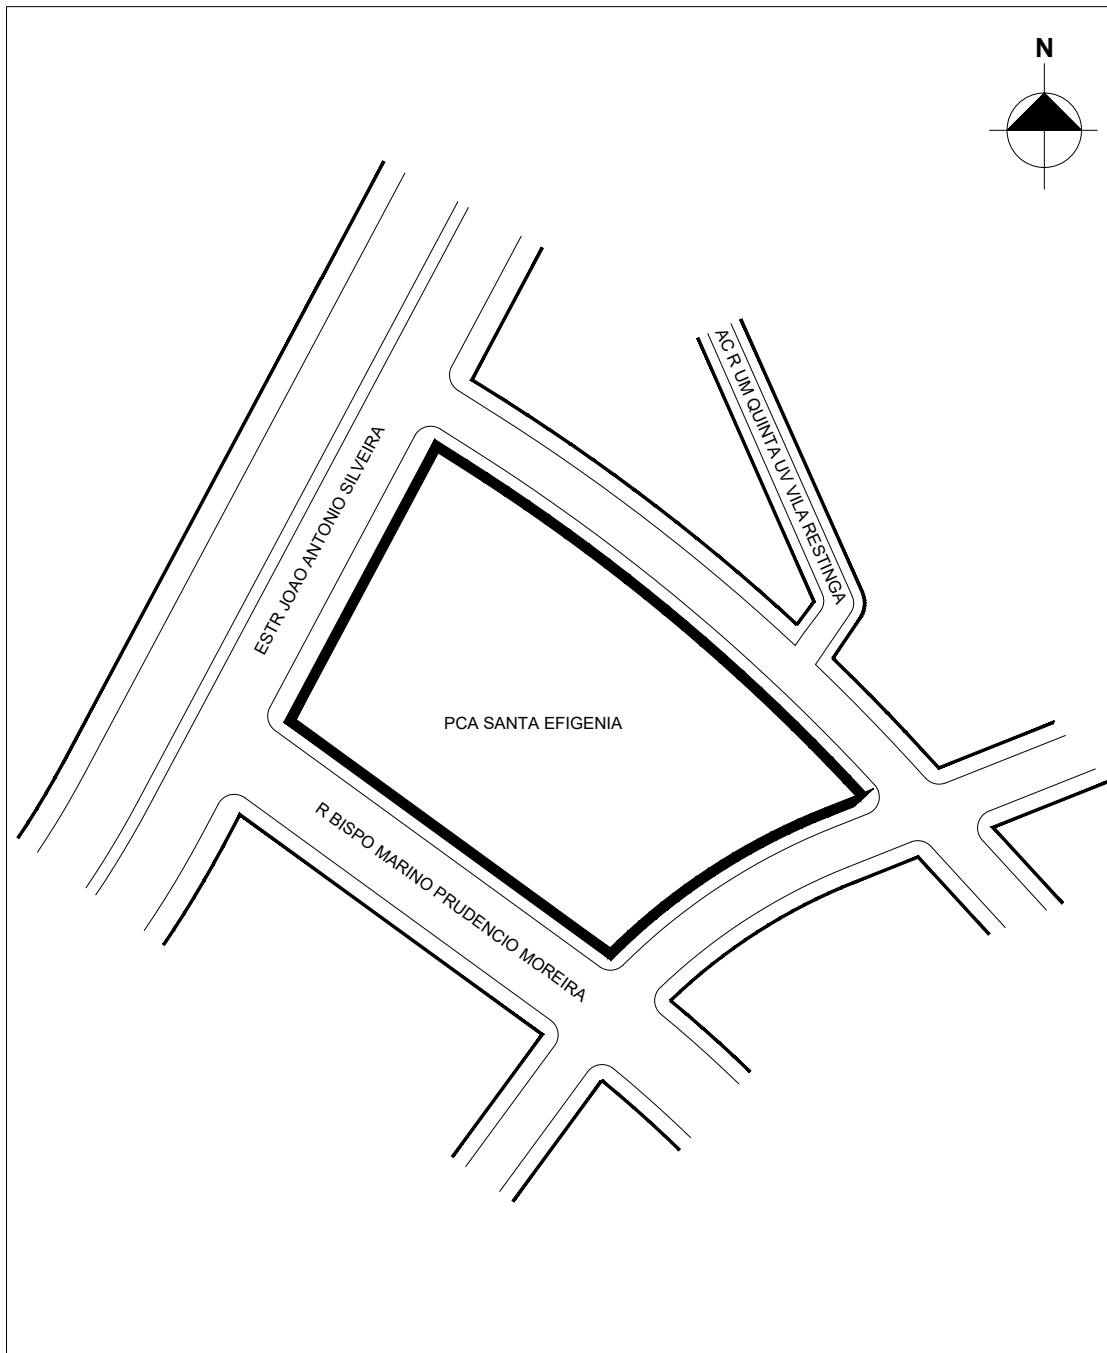 N
AC R UM QUINTA UV VILA RESTINGA
ESTR JOAO ANTONIO SILVEIRA
PCA SANTA EFIGENIA
R BISPO MARINO PRUDENCIO MOREIRA